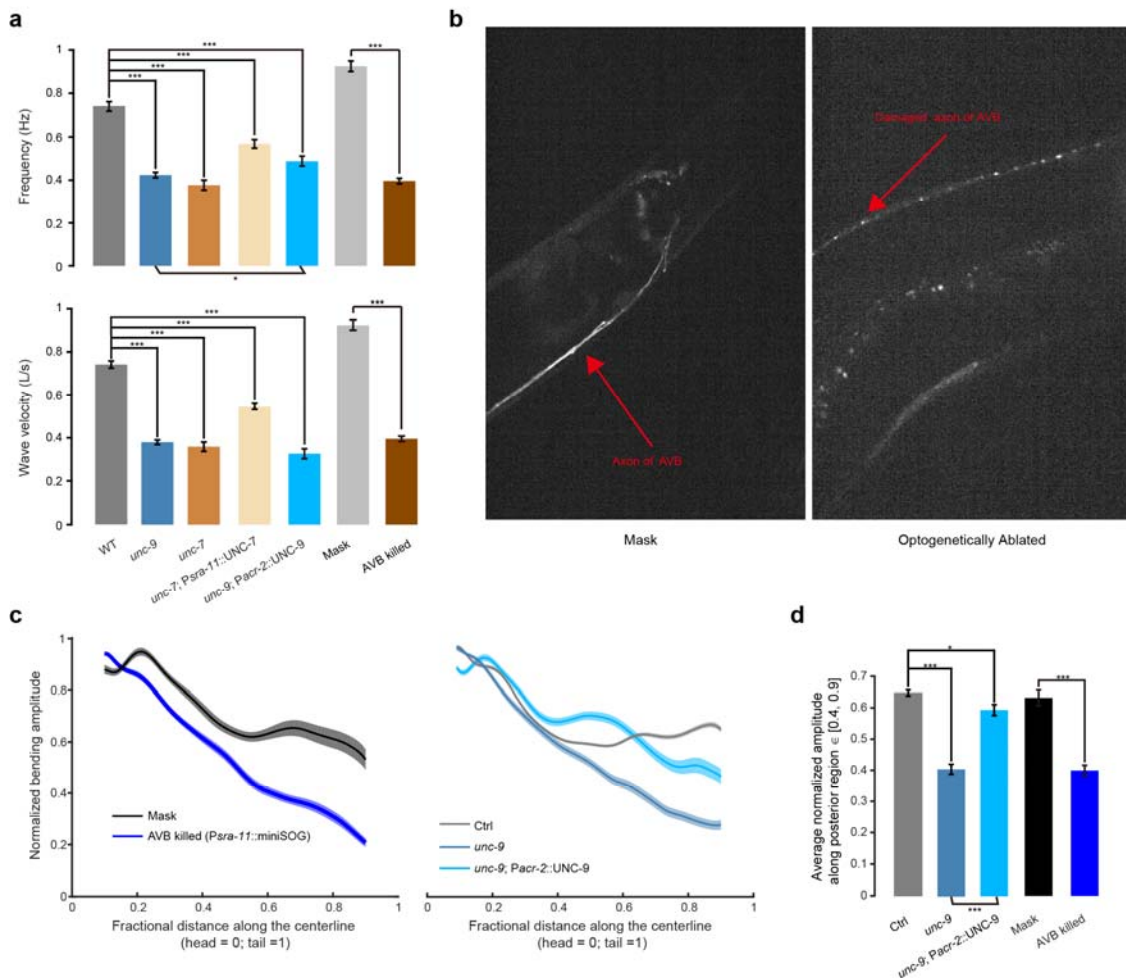 a
***
***
***
***
***
1
0.8
0.6
0.4
0.2
0
Frequency (Hz)
*
***
***
***
***
***
1
0.8
0.6
0.4
0.2
0
Wave velocity (L/s)
WT
unc-9
unc-7
unc-7; Psra-11::UNC-7
unc-9; Pacr-2::UNC-9
Mask
AVB killed
b
Axon of AVB
Mask
Damaged axon of AVB
Optogenetically Ablated
c
1
0.8
0.6
0.4
0.2
0
Normalized bending amplitude
Mask
AVB killed (Psra-11::miniSOG)
0 0.2 0.4 0.6 0.8 1
Fractional distance along the centerline
(head = 0; tail =1)
Ctrl
unc-9
unc-9; Pacr-2::UNC-9
0 0.2 0.4 0.6 0.8 1
Fractional distance along the centerline
(head = 0; tail =1)
d
*
***
***
0.7
0.6
0.5
0.4
0.3
0.2
0.1
0
Average normalized amplitude
along posterior region ∈ [0.4, 0.9]
***
Ctrl
unc-9
unc-9; Pacr-2::UNC-9
Mask
AVB killed